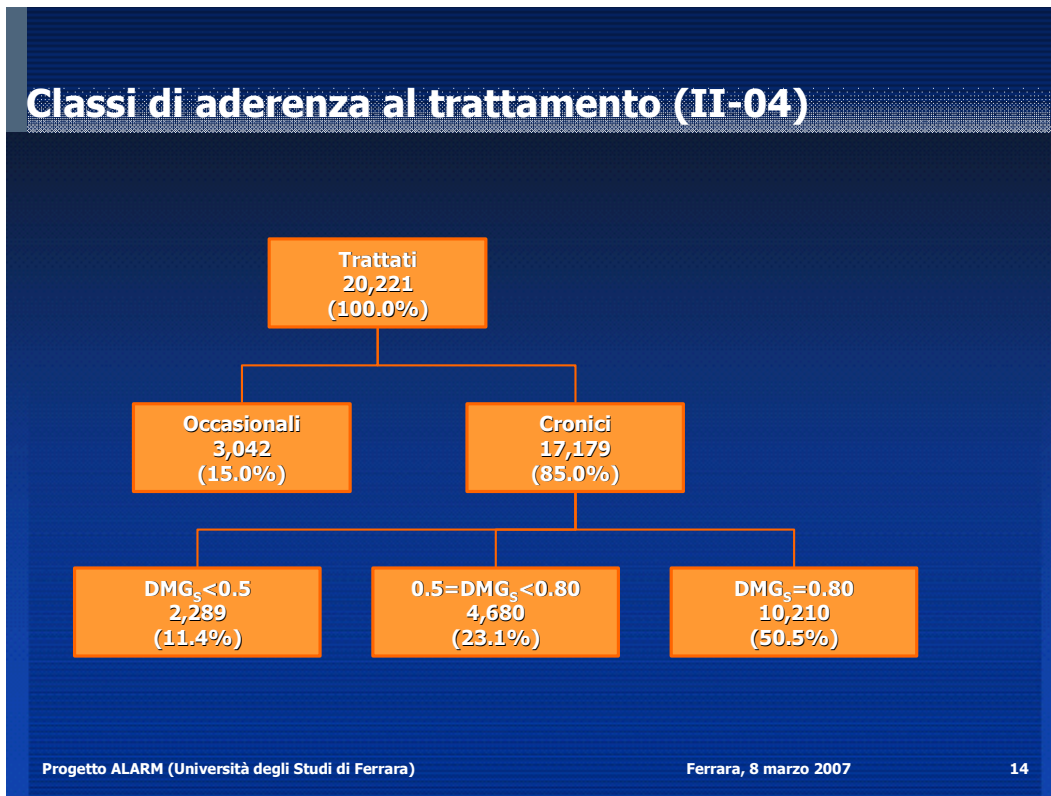 Classi di aderenza al trattamento (II-04)
Trattati
20,221
(100.0%)
Occasionali
3,042
(15.0%)
Cronici
17,179
(85.0%)
DMGS<0.5
2,289
(11.4%)
0.5=DMGS<0.80
4,680
(23.1%)
DMGS=0.80
10,210
(50.5%)
Progetto ALARM (Università degli Studi di Ferrara) Ferrara, 8 marzo 2007 14